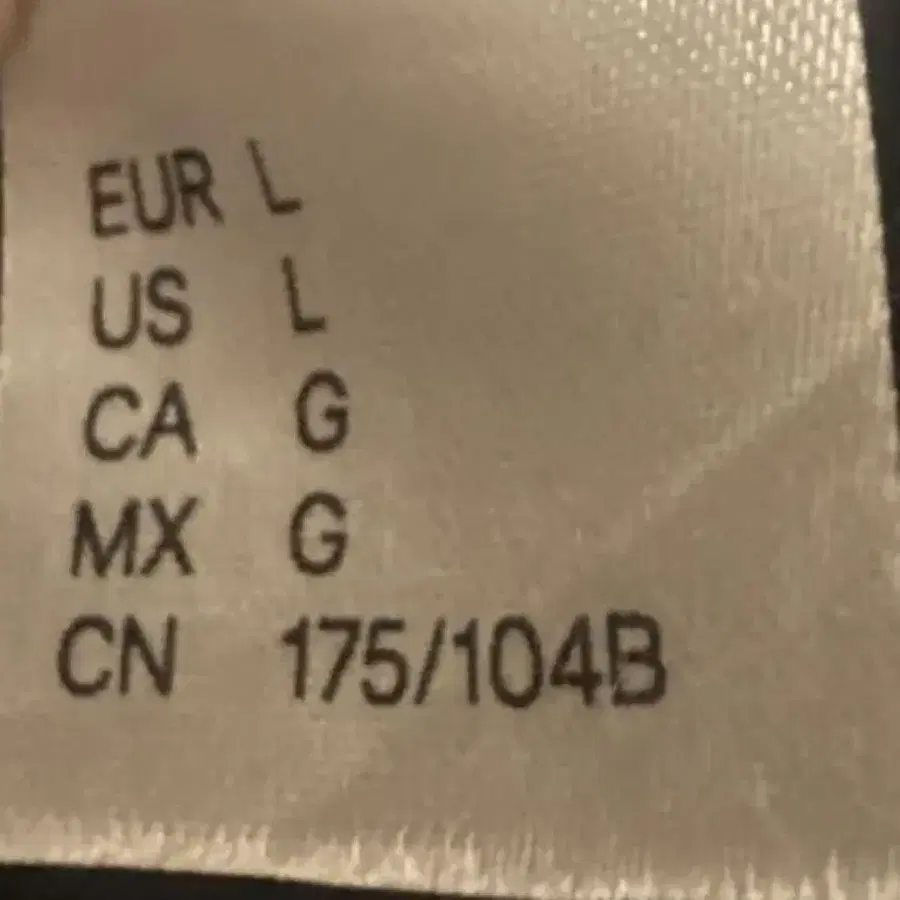 EUR L
US L
CA G
MX G
CN 175/104B